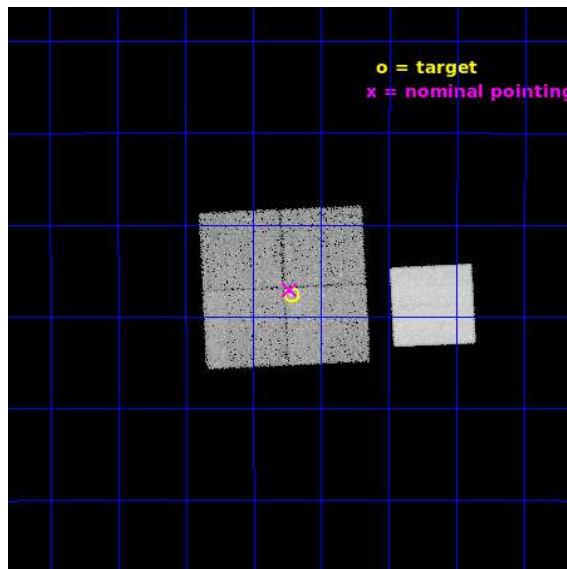 o = target
x = nominal pointing